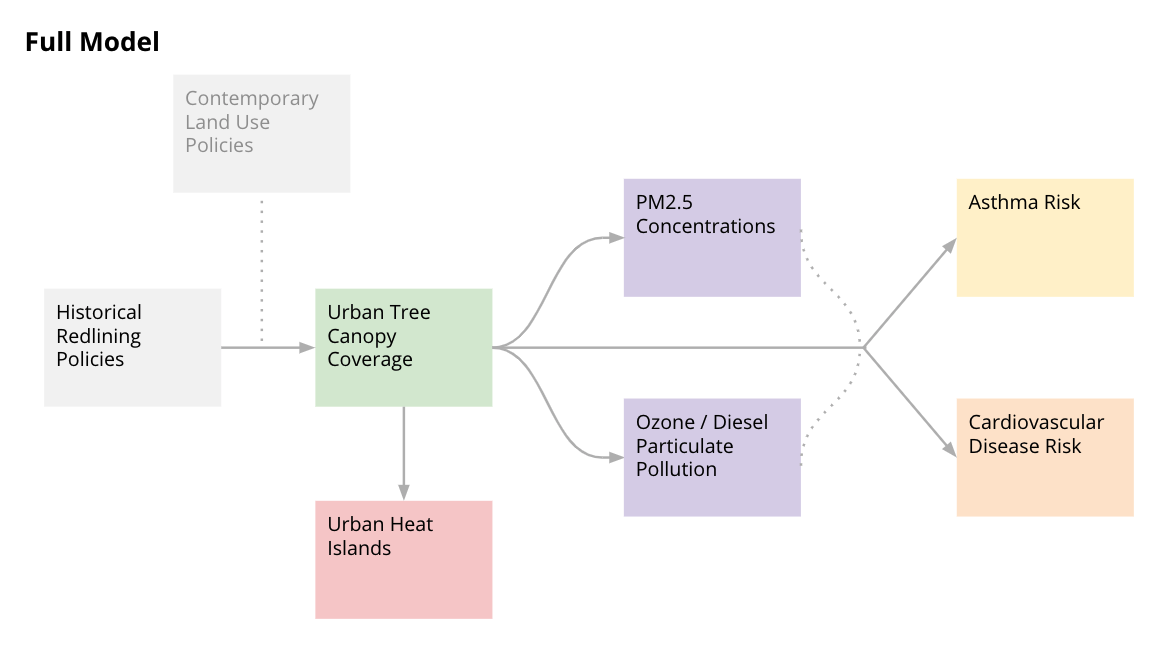 Full Model
Contemporary
Land Use
Policies
PM2.5
Concentrations
Asthma Risk
Historical
Redlining
Policies
Urban Tree
Canopy
Coverage
Ozone / Diesel
Particulate
Pollution
Cardiovascular
Disease Risk
Urban Heat
Islands